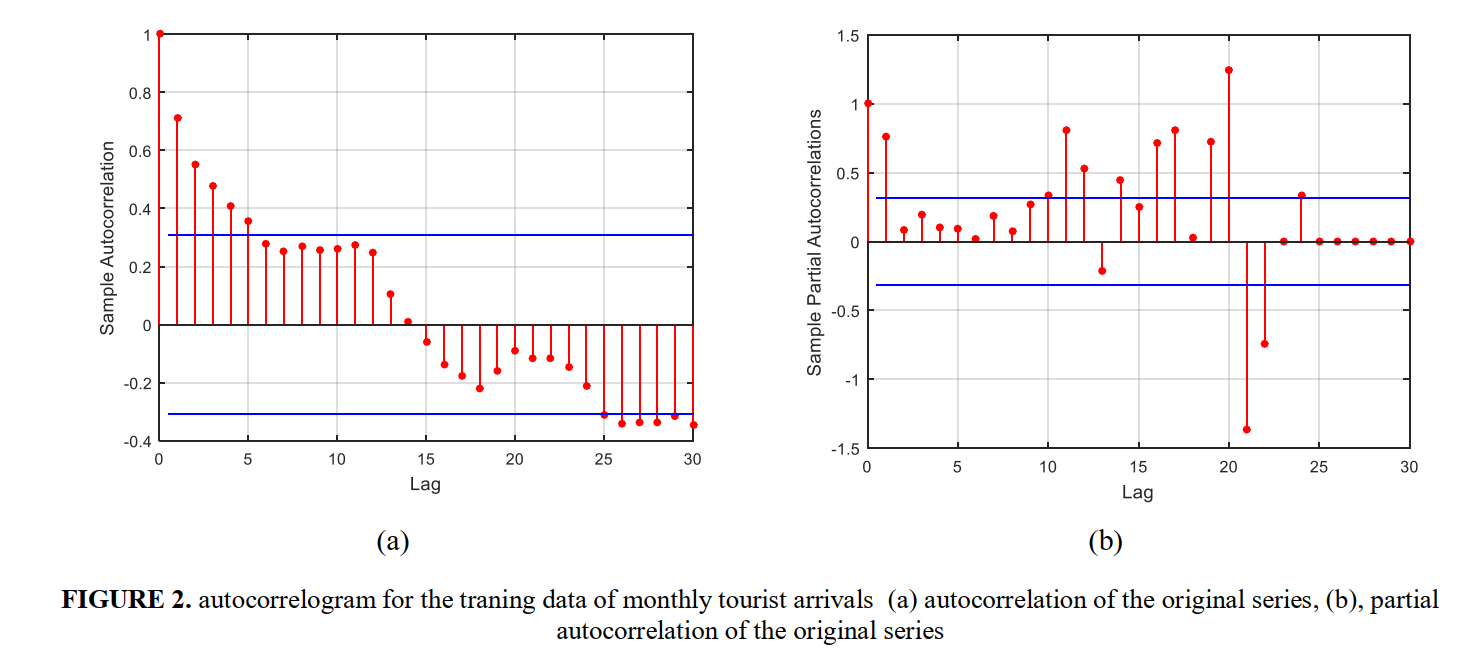 1
0.8
0.6
0.4
0.2
0
-0.2
-0.4
Sample Autocorrelation
0 5 10 15 20 25 30
Lag
(a)
1.5
1
0.5
0
-0.5
-1
-1.5
Sample Partial Autocorrelations
0 5 10 15 20 25 30
Lag
(b)
FIGURE 2. autocorrelogram for the traning data of monthly tourist arrivals (a) autocorrelation of the original series, (b), partial
autocorrelation of the original series